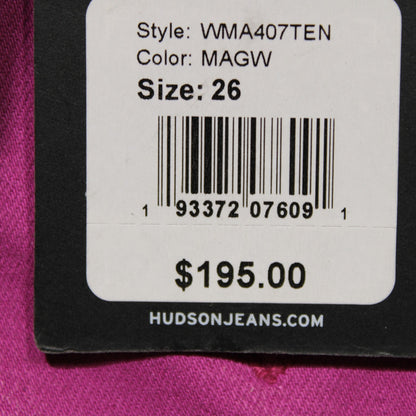 Style: WMA407TEN
Color: MAGW
Size: 26
1 93372 07609 1
$195.00
HUDSONJEANS.COM